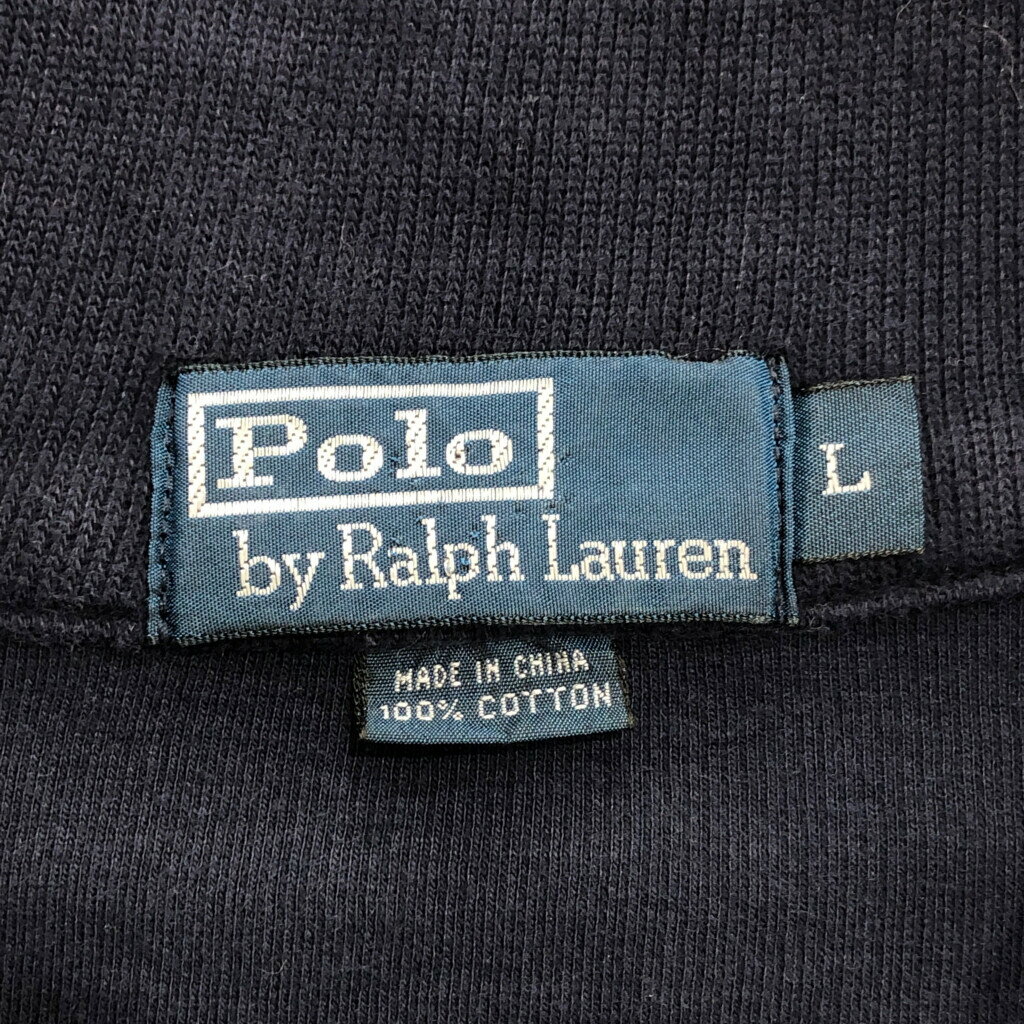 Polo
by Ralph Lauren
L
MADE IN CHINA
100% COTTON